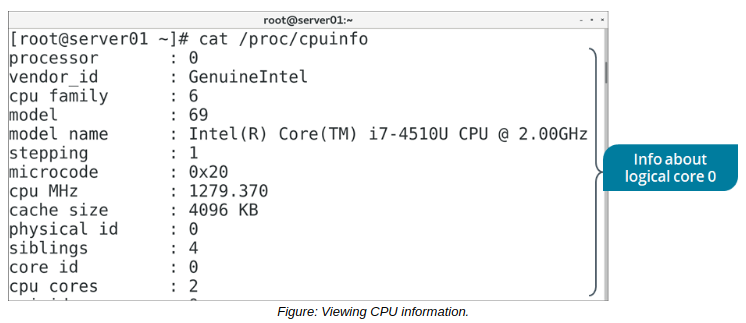 root@server01:~
[root@server01 ~]# cat /proc/cpuinfo
processor : 0
vendor_id : GenuineIntel
cpu family : 6
model : 69
model name : Intel(R) Core(TM) i7-4510U CPU @ 2.00GHz
stepping : 1
microcode : 0x20
cpu MHz : 1279.370
cache size : 4096 KB
physical id : 0
siblings : 4
core id : 0
cpu cores : 2
Info about
logical core 0
Figure: Viewing CPU information.